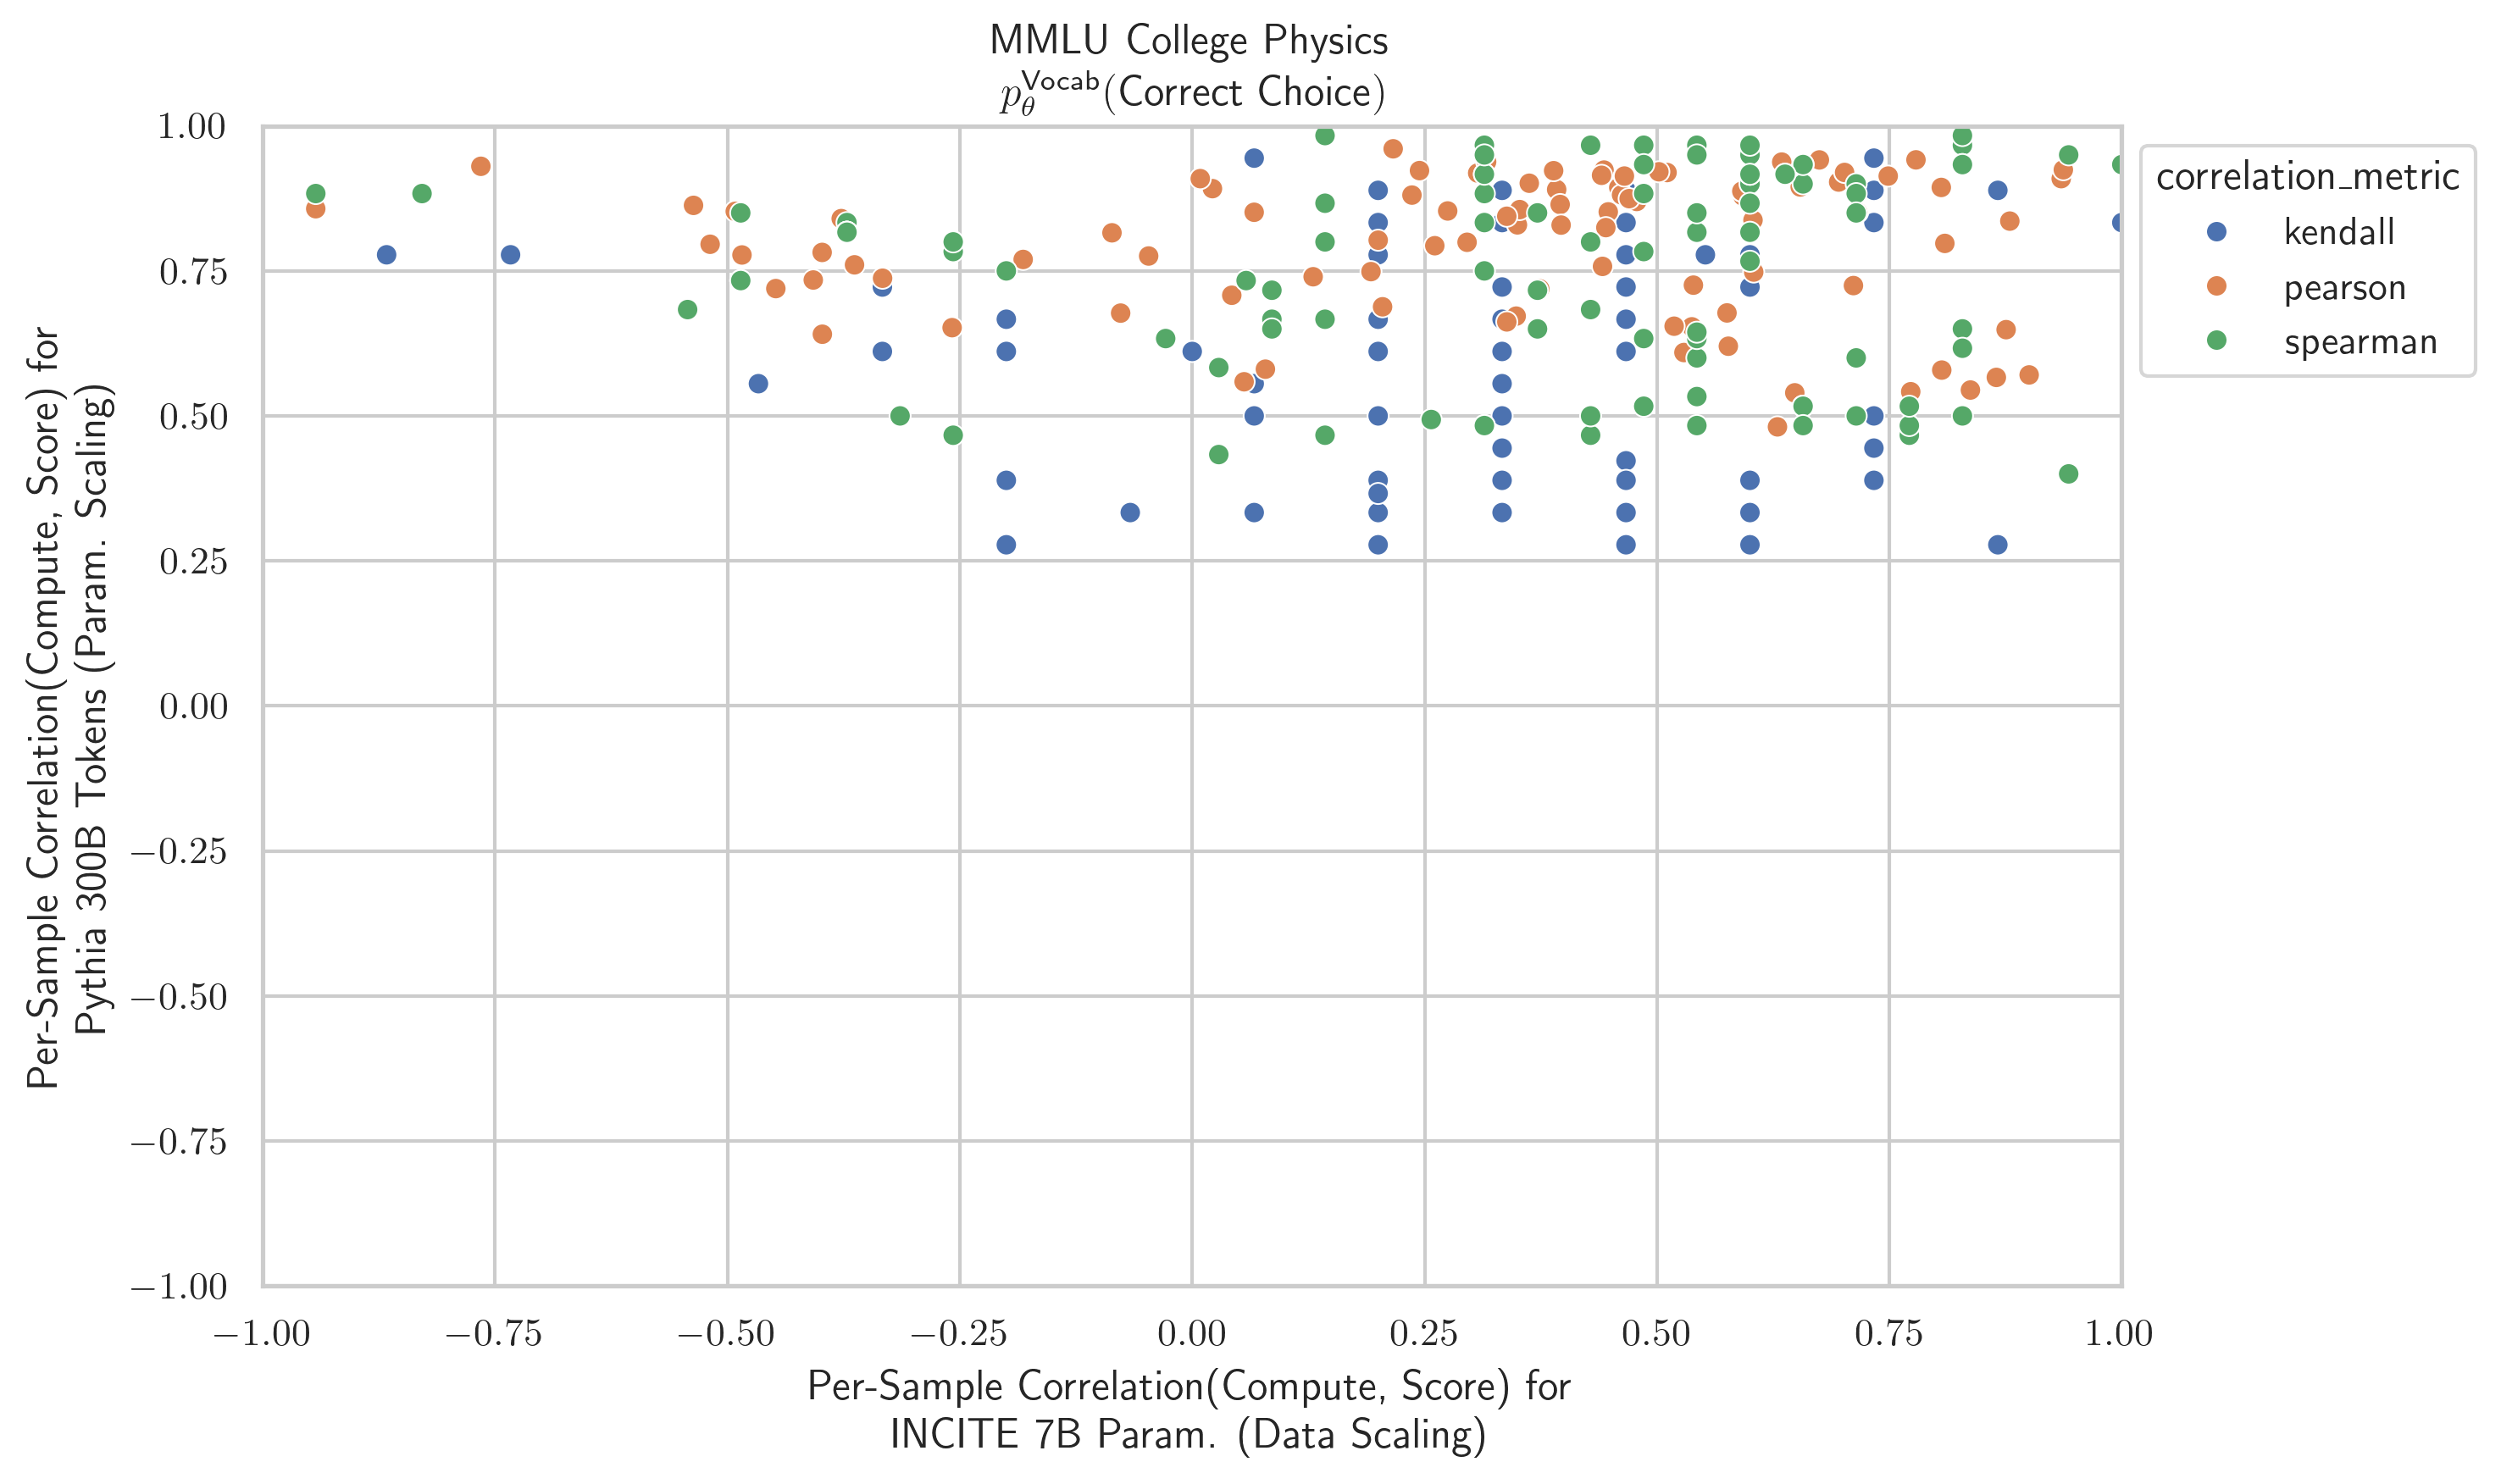 MMLU College Physics
p_θ^Vocab(Correct Choice)
Per-Sample Correlation(Compute, Score) for
Pythia 300B Tokens (Param. Scaling)
1.00
0.75
0.50
0.25
0.00
−0.25
−0.50
−0.75
−1.00
−1.00 −0.75 −0.50 −0.25 0.00 0.25 0.50 0.75 1.00
Per-Sample Correlation(Compute, Score) for
INCITE 7B Param. (Data Scaling)
correlation_metric
kendall
pearson
spearman